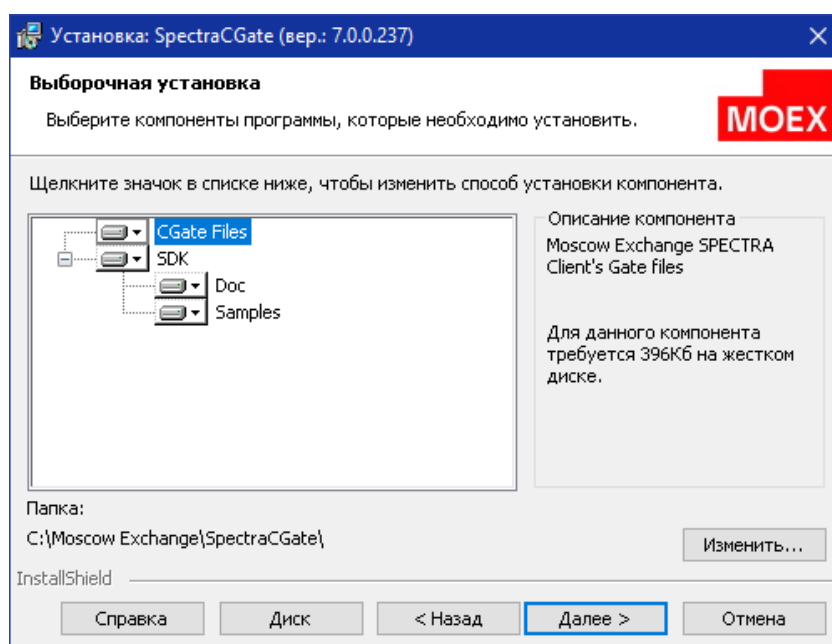 Установка: SpectraCGate (вер.: 7.0.0.237)
Выборочная установка
Выберите компоненты программы, которые необходимо установить.
MOEX
Щелкните значок в списке ниже, чтобы изменить способ установки компонента.
CGate Files
SDK
Doc
Samples
Описание компонента
Moscow Exchange SPECTRA
Client's Gate files
Для данного компонента
требуется 396Кб на жестком
диске.
Папка:
C:\Moscow Exchange\SpectraCGate\
Изменить...
InstallShield
Справка
Диск
< Назад
Далее >
Отмена